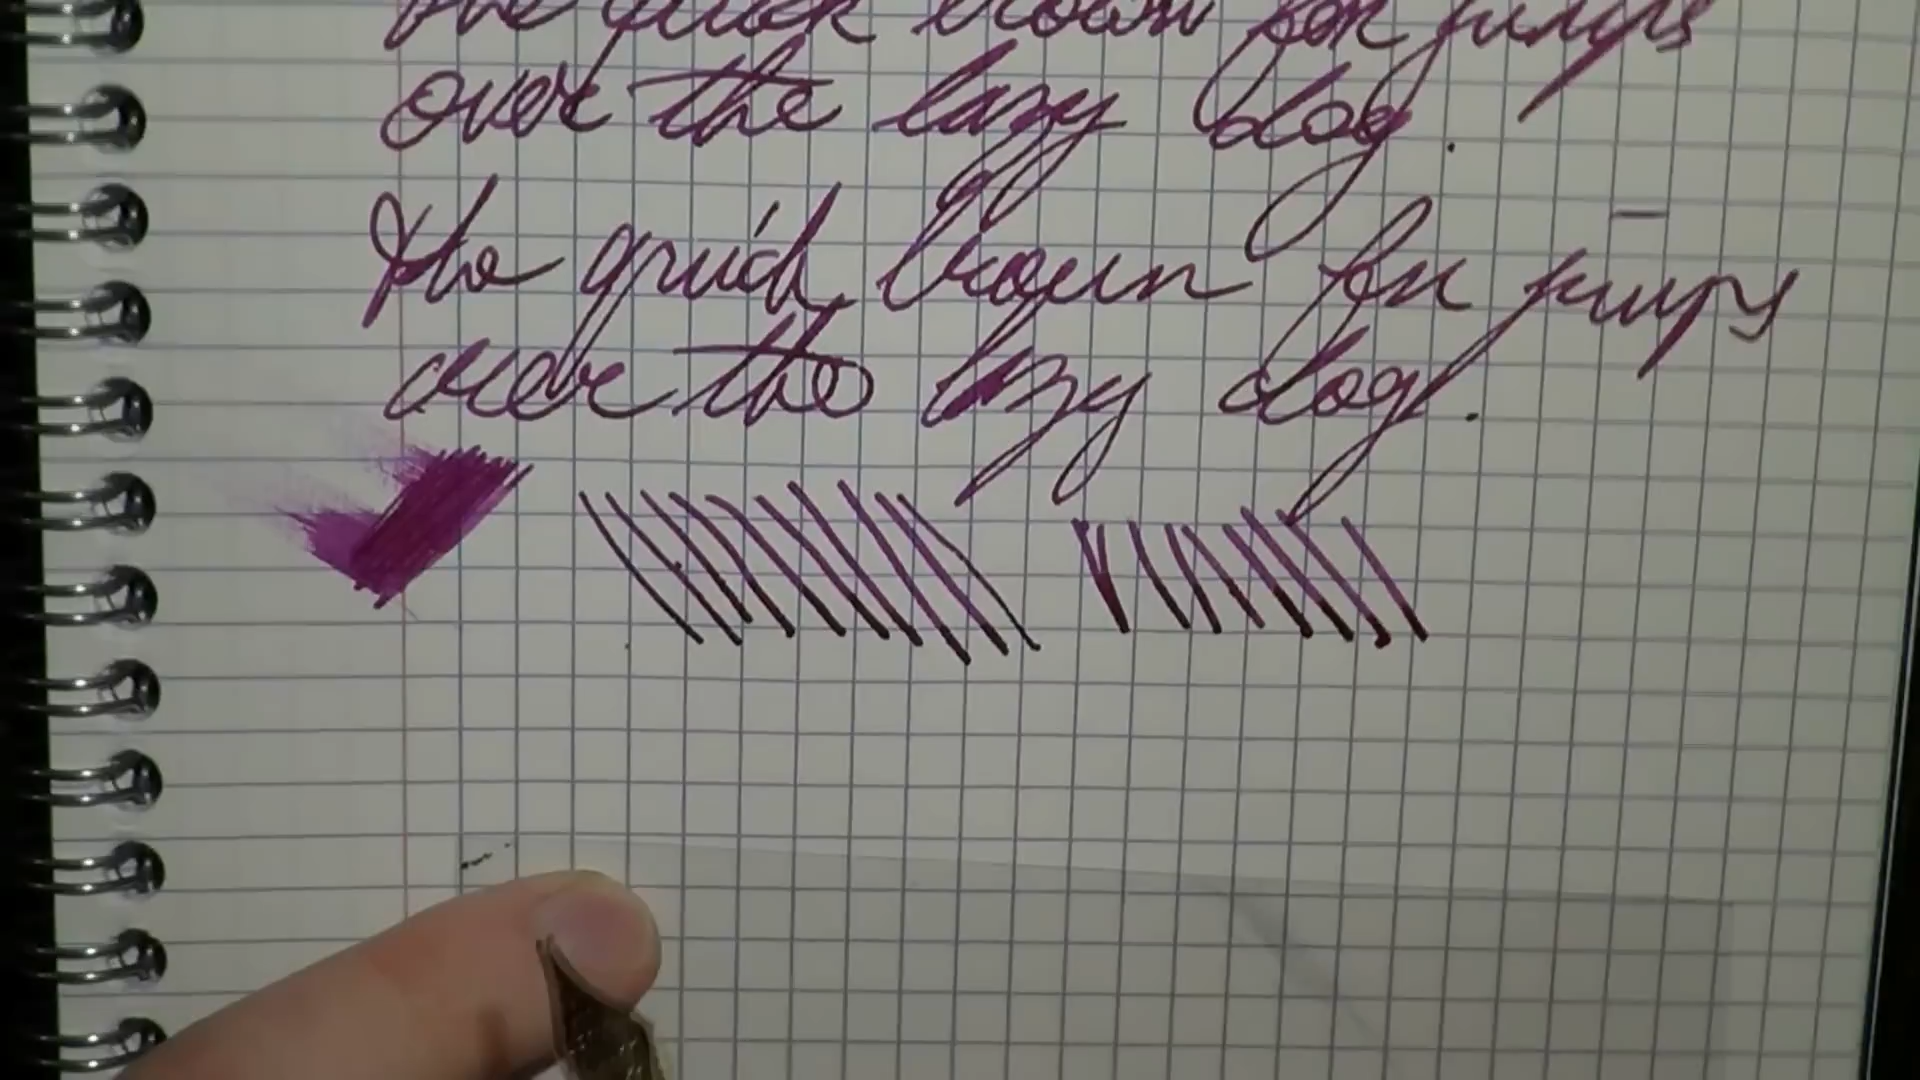 the quick brown fox jumps
over the lazy dog.
the quick brown fox jumps
over the lazy dog.